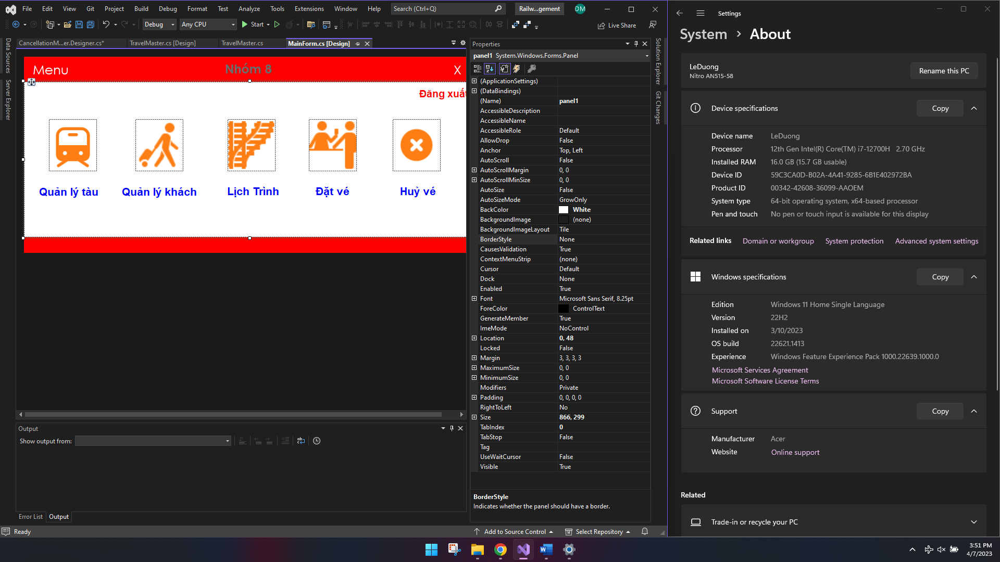 File Edit View Git Project Build Debug Format Test Analyze Tools Extensions Window Help Search (Ctrl+Q) Railw...gement DM
Debug Any CPU Start Live Share
Data Sources
Server Explorer
CancellationM...er.Designer.cs* TravelMaster.cs [Design] TravelMaster.cs MainForm.cs [Design]
Menu Nhóm 8 X
Đăng xuất
Quản lý tàu Quản lý khách Lịch Trình Đặt vé Huỷ vé
Output
Show output from:
Error List Output
Ready Add to Source Control Select Repository
Properties
panel1 System.Windows.Forms.Panel
(ApplicationSettings)
(DataBindings)
(Name) panel1
AccessibleDescription
AccessibleName
AccessibleRole Default
AllowDrop False
Anchor Top, Left
AutoScroll False
AutoScrollMargin 0, 0
AutoScrollMinSize 0, 0
AutoSize False
AutoSizeMode GrowOnly
BackColor White
BackgroundImage (none)
BackgroundImageLayout Tile
BorderStyle None
CausesValidation True
ContextMenuStrip (none)
Cursor Default
Dock None
Enabled True
Font Microsoft Sans Serif, 8.25pt
ForeColor ControlText
GenerateMember True
ImeMode NoControl
Location 0, 48
Locked False
Margin 3, 3, 3, 3
MaximumSize 0, 0
MinimumSize 0, 0
Modifiers Private
Padding 0, 0, 0, 0
RightToLeft No
Size 866, 299
TabIndex 0
TabStop False
Tag
UseWaitCursor False
Visible True
BorderStyle
Indicates whether the panel should have a border.
Solution Explorer
Git Changes
Settings
System > About
LeDuong
Nitro AN515-58
Rename this PC
Device specifications Copy
Device name LeDuong
Processor 12th Gen Intel(R) Core(TM) i7-12700H 2.70 GHz
Installed RAM 16.0 GB (15.7 GB usable)
Device ID 59C3CA0D-B02A-4A41-9285-6B1E402972BA
Product ID 00342-42608-36099-AAOEM
System type 64-bit operating system, x64-based processor
Pen and touch No pen or touch input is available for this display
Related links Domain or workgroup System protection Advanced system settings
Windows specifications Copy
Edition Windows 11 Home Single Language
Version 22H2
Installed on 3/10/2023
OS build 22621.1413
Experience Windows Feature Experience Pack 1000.22639.1000.0
Microsoft Services Agreement
Microsoft Software License Terms
Support Copy
Manufacturer Acer
Website Online support
Related
Trade-in or recycle your PC
3:51 PM
4/7/2023